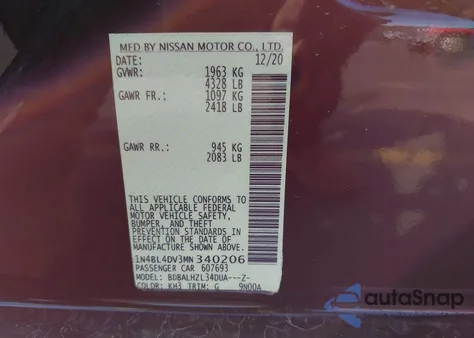 MFD BY NISSAN MOTOR CO., LTD.
DATE: 12/20
GVWR: 1963 KG
4328 LB
GAWR FR.: 1097 KG
2418 LB
GAWR RR.: 945 KG
2083 LB
THIS VEHICLE CONFORMS TO
ALL APPLICABLE FEDERAL
MOTOR VEHICLE SAFETY,
BUMPER, AND THEFT
PREVENTION STANDARDS IN
EFFECT ON THE DATE OF
MANUFACTURE SHOWN ABOVE.
1N4BL4DV3MN340206
PASSENGER CAR 607693
MODEL: BDBALHZL34DUA---Z-
COLOR: KH3 TRIM: G 9N00A
autoSnap